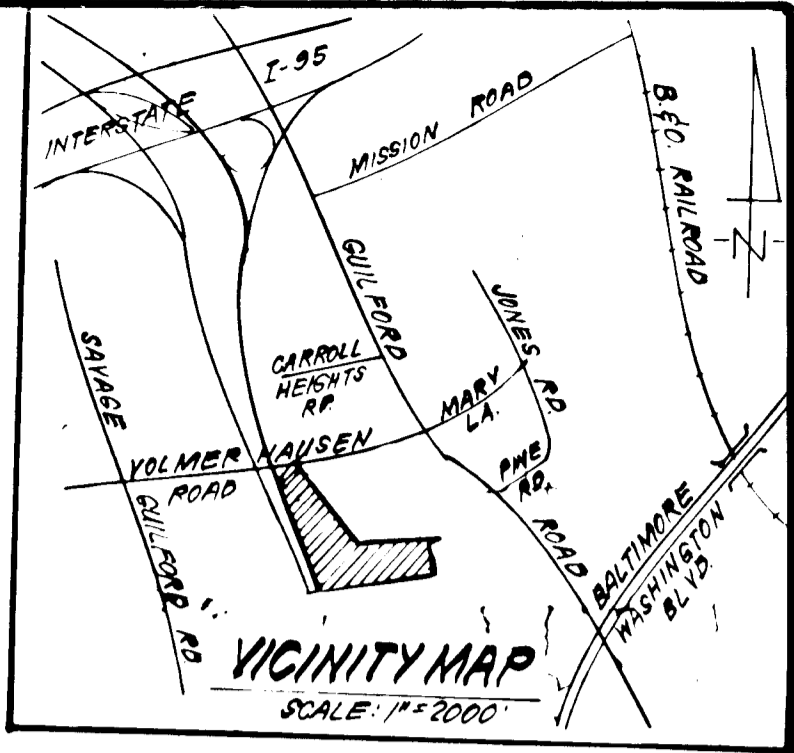 I-95
INTERSTATE
MISSION ROAD
B.&O. RAILROAD
N
GUILFORD
ROAD
JONES RD
SAVAGE
GUILFORD RD
CARROLL
HEIGHTS
RD.
MARY
LA.
VOLMER HAUSEN
ROAD
PINE
RD.
BALTIMORE
WASHINGTON
BLVD.
VICINITY MAP
SCALE: 1"=2000'